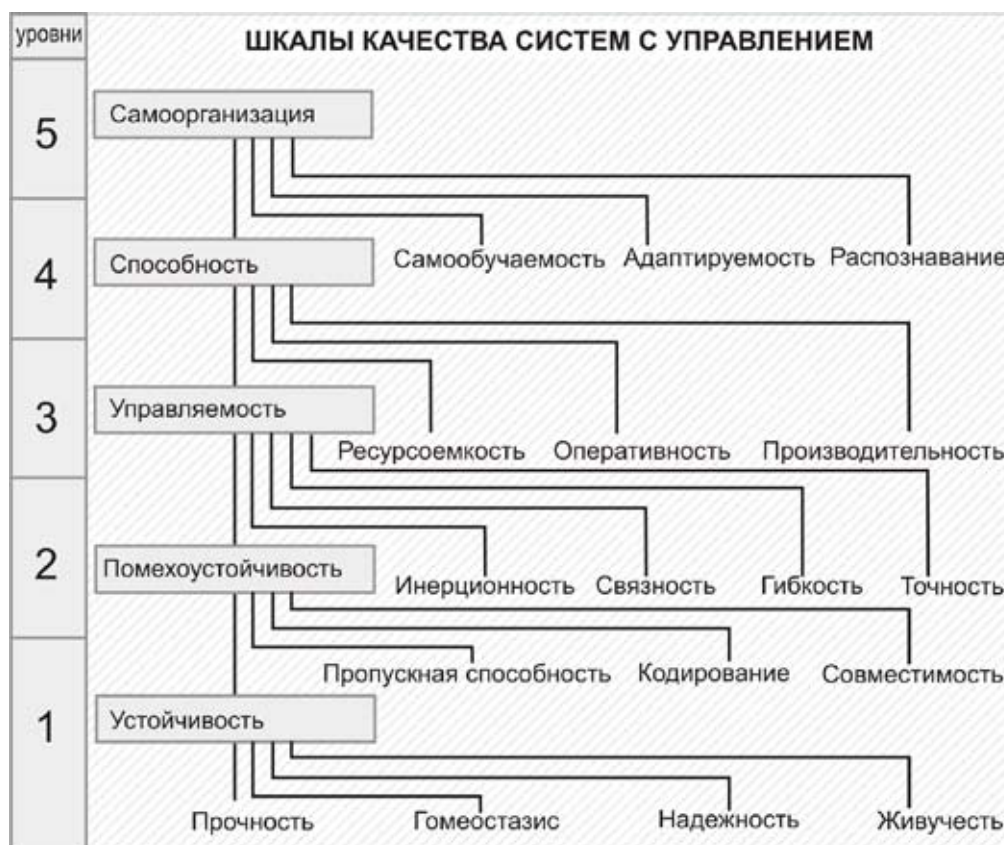 уровни
ШКАЛЫ КАЧЕСТВА СИСТЕМ С УПРАВЛЕНИЕМ
5
Самоорганизация
Самообучаемость Адаптируемость Распознавание
4
Способность
Ресурсоемкость Оперативность Производительность
3
Управляемость
Инерционность Связность Гибкость Точность
2
Помехоустойчивость
Пропускная способность Кодирование Совместимость
1
Устойчивость
Прочность Гомеостазис Надежность Живучесть